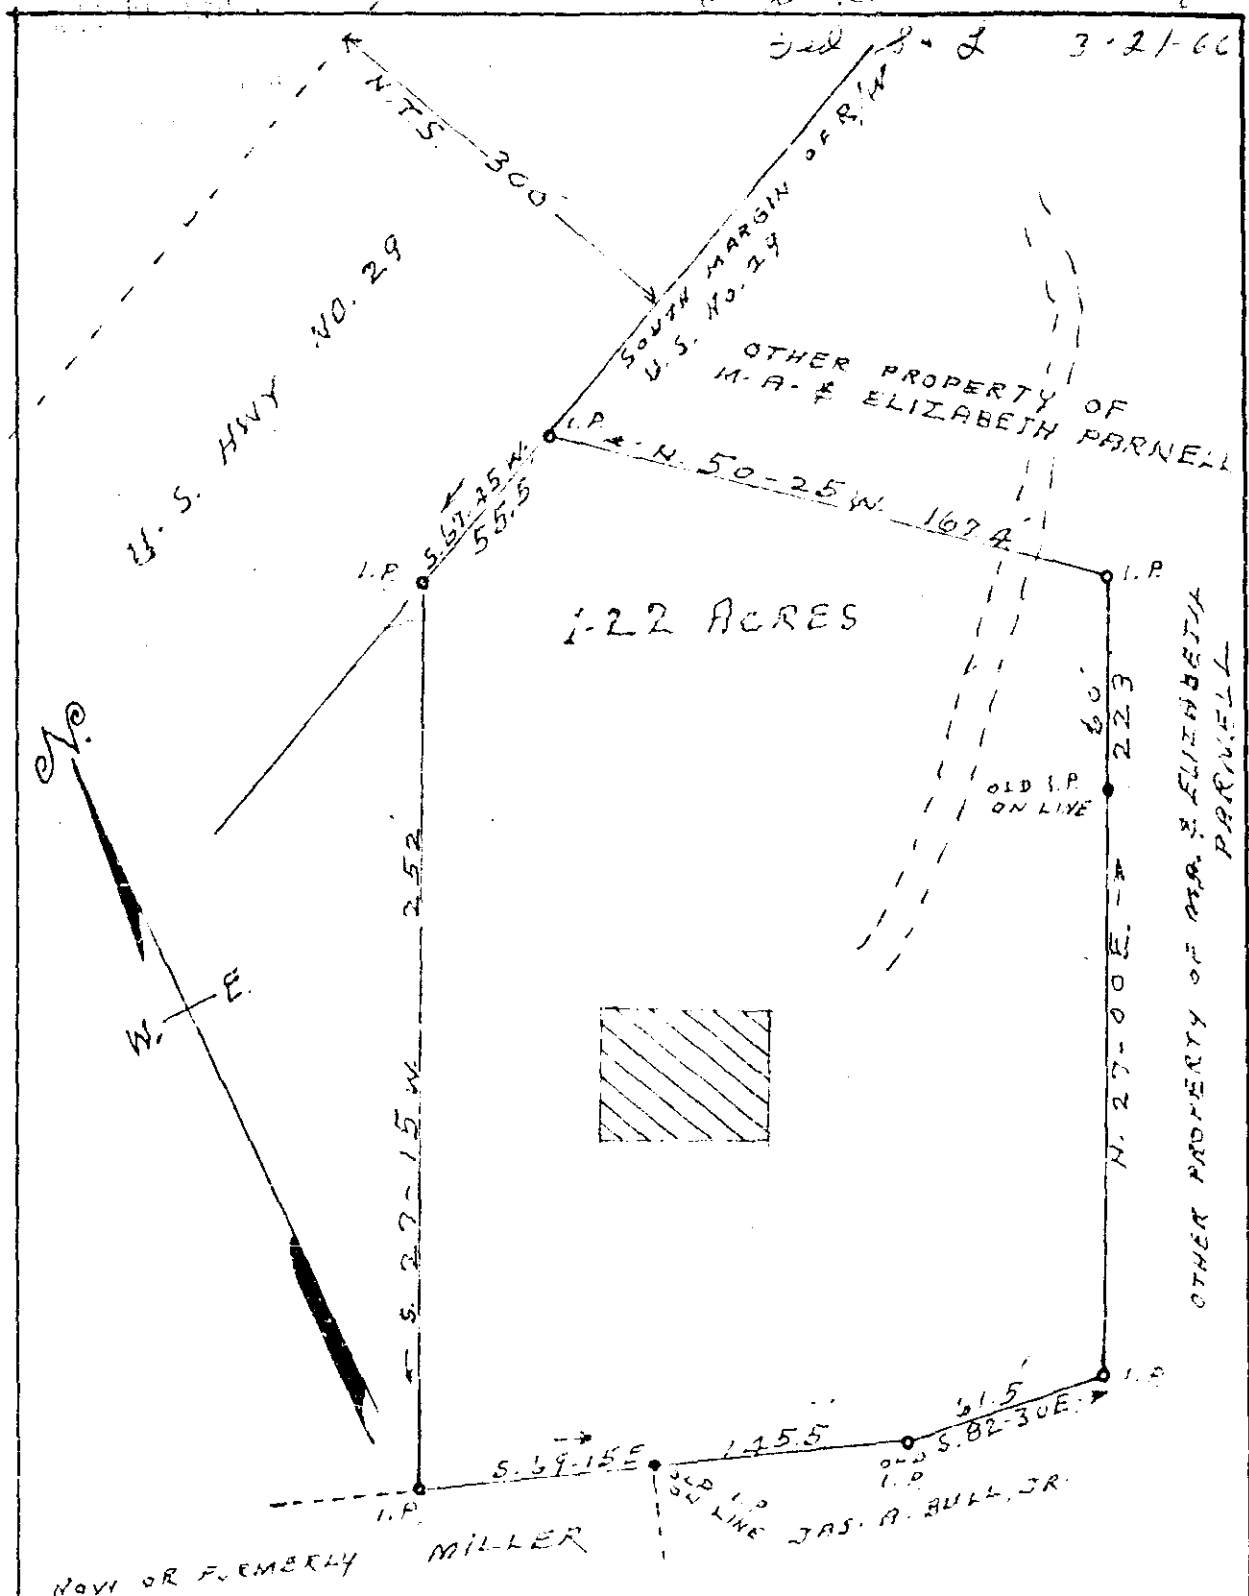 3-21-66
N.T.S. 300'
SOUTH MARGIN OF R/W
U.S. NO. 29
U.S. HWY NO. 29
OTHER PROPERTY OF
M.A. & ELIZABETH PARNELL
I.P.
N. 50-25 W. 167.4'
S. 67-45 W.
55.5
I.P.
I.P.
1.22 ACRES
60'
223
OLD I.P.
ON LINE
N. 27-00 E.
OTHER PROPERTY OF M.A. & ELIZABETH
PARNELL
S. 27-15 W. 252
N.
W. E.
I.P.
61.5'
S. 82-30 E.
S. 69-15 E 145.5
OLD
I.P.
OLD I.P.
ON LINE
I.P.
JAS. A. BULL, JR.
NOW OR FORMERLY MILLER